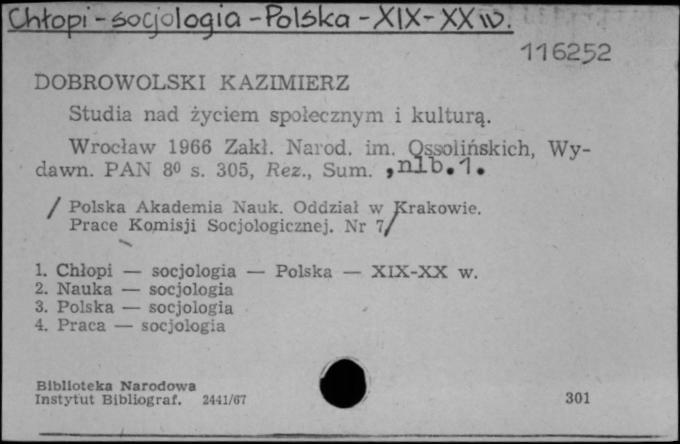 Chłopi - socjologia - Polska - XIX - XX w.
116252
DOBROWOLSKI KAZIMIERZ
Studia nad życiem społecznym i kulturą.
Wrocław 1966 Zakł. Narod. im. Ossolińskich, Wy-
dawn. PAN 8⁰ s. 305, Rez., Sum. , nlb. 1.
/ Polska Akademia Nauk. Oddział w Krakowie.
Prace Komisji Socjologicznej. Nr 7/
1. Chłopi — socjologia — Polska — XIX-XX w.
2. Nauka — socjologia
3. Polska — socjologia
4. Praca — socjologia
Biblioteka Narodowa
Instytut Bibliograf. 2441/67 301